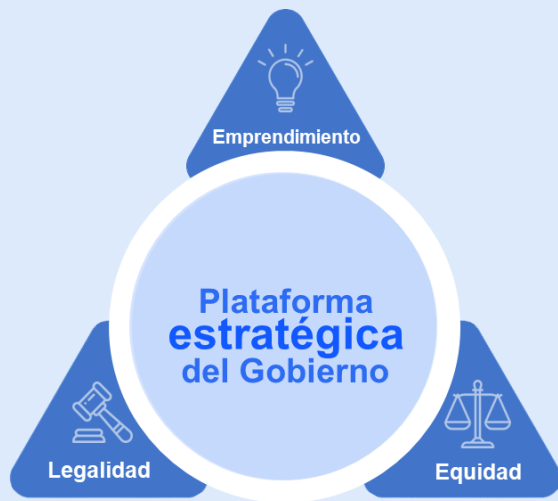 Emprendimiento
Plataforma
estratégica
del Gobierno
Legalidad
Equidad